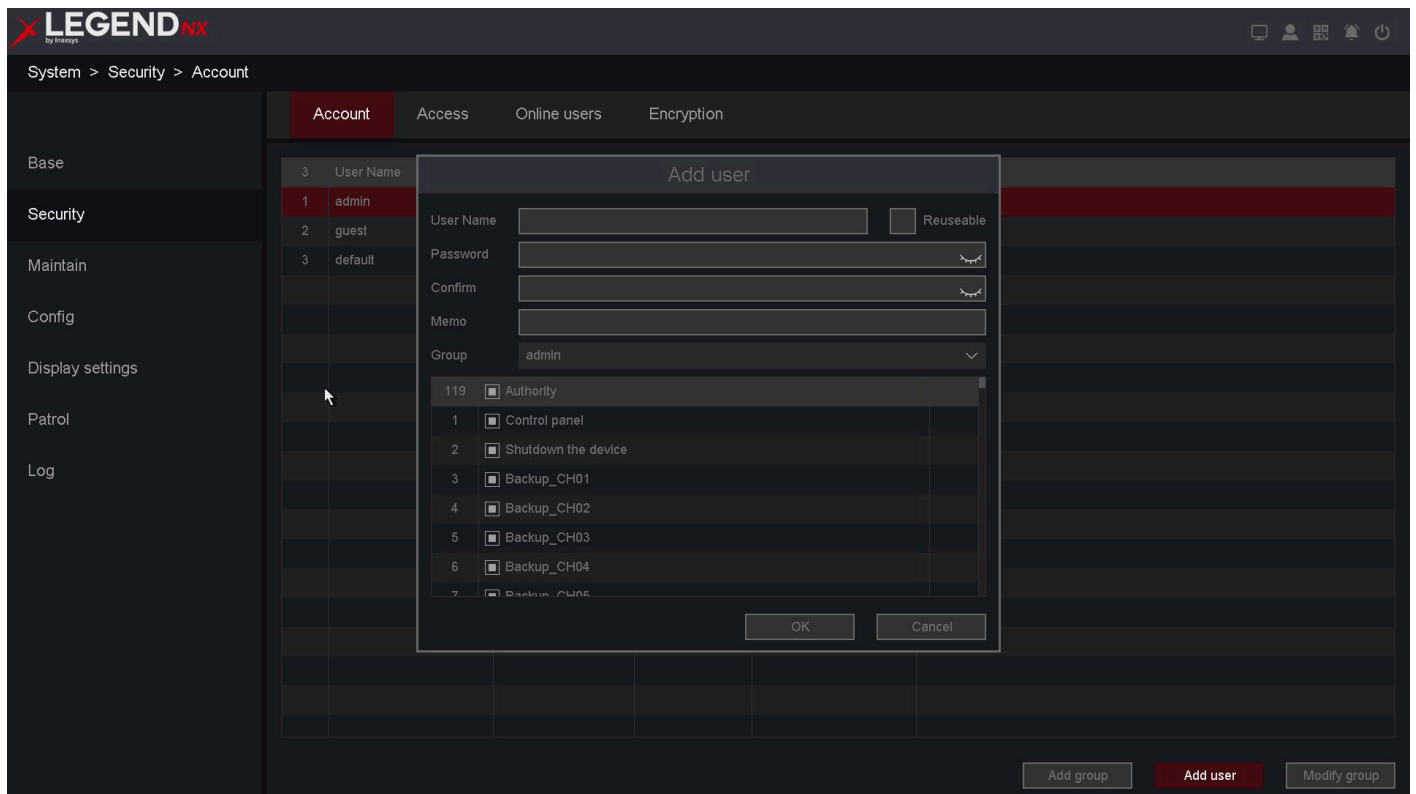 LEGEND NX
by Inaxsys
System > Security > Account
Account Access Online users Encryption
Base
Security
Maintain
Config
Display settings
Patrol
Log
3 User Name
1 admin
2 guest
3 default
Add user
User Name Reuseable
Password
Confirm
Memo
Group admin
119 Authority
1 Control panel
2 Shutdown the device
3 Backup_CH01
4 Backup_CH02
5 Backup_CH03
6 Backup_CH04
7 Backup_CH05
OK Cancel
Add group Add user Modify group